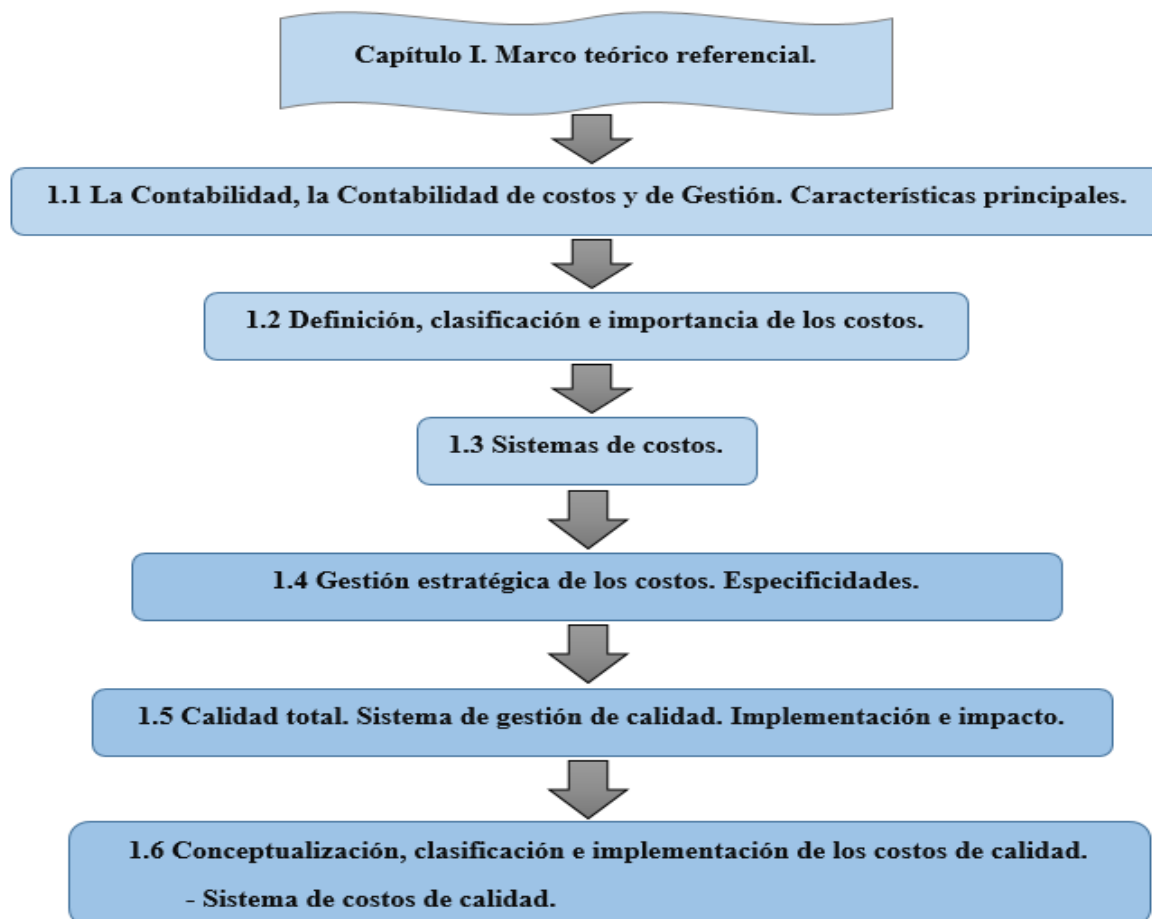 Capítulo I. Marco teórico referencial.
1.1 La Contabilidad, la Contabilidad de costos y de Gestión. Características principales.
1.2 Definición, clasificación e importancia de los costos.
1.3 Sistemas de costos.
1.4 Gestión estratégica de los costos. Especificidades.
1.5 Calidad total. Sistema de gestión de calidad. Implementación e impacto.
1.6 Conceptualización, clasificación e implementación de los costos de calidad.
- Sistema de costos de calidad.